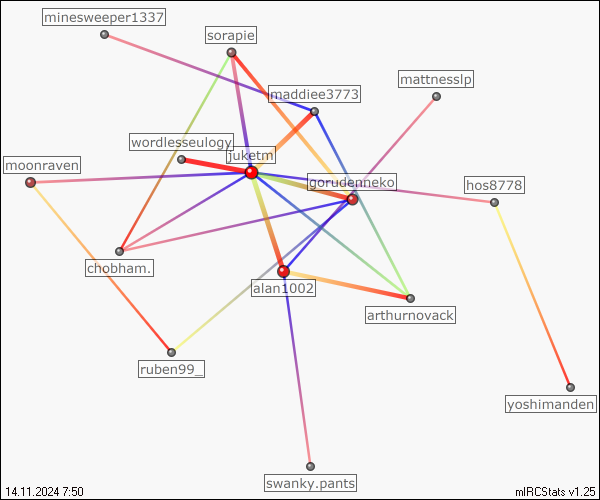 minesweeper1337
sorapie
mattnesslp
maddiee3773
wordlesseulogy
juketm
moonraven
gorudenneko
hos8778
chobham.
alan1002
arthurnovack
ruben99_
yoshimanden
swanky.pants
14.11.2024 7:50
mIRCStats v1.25